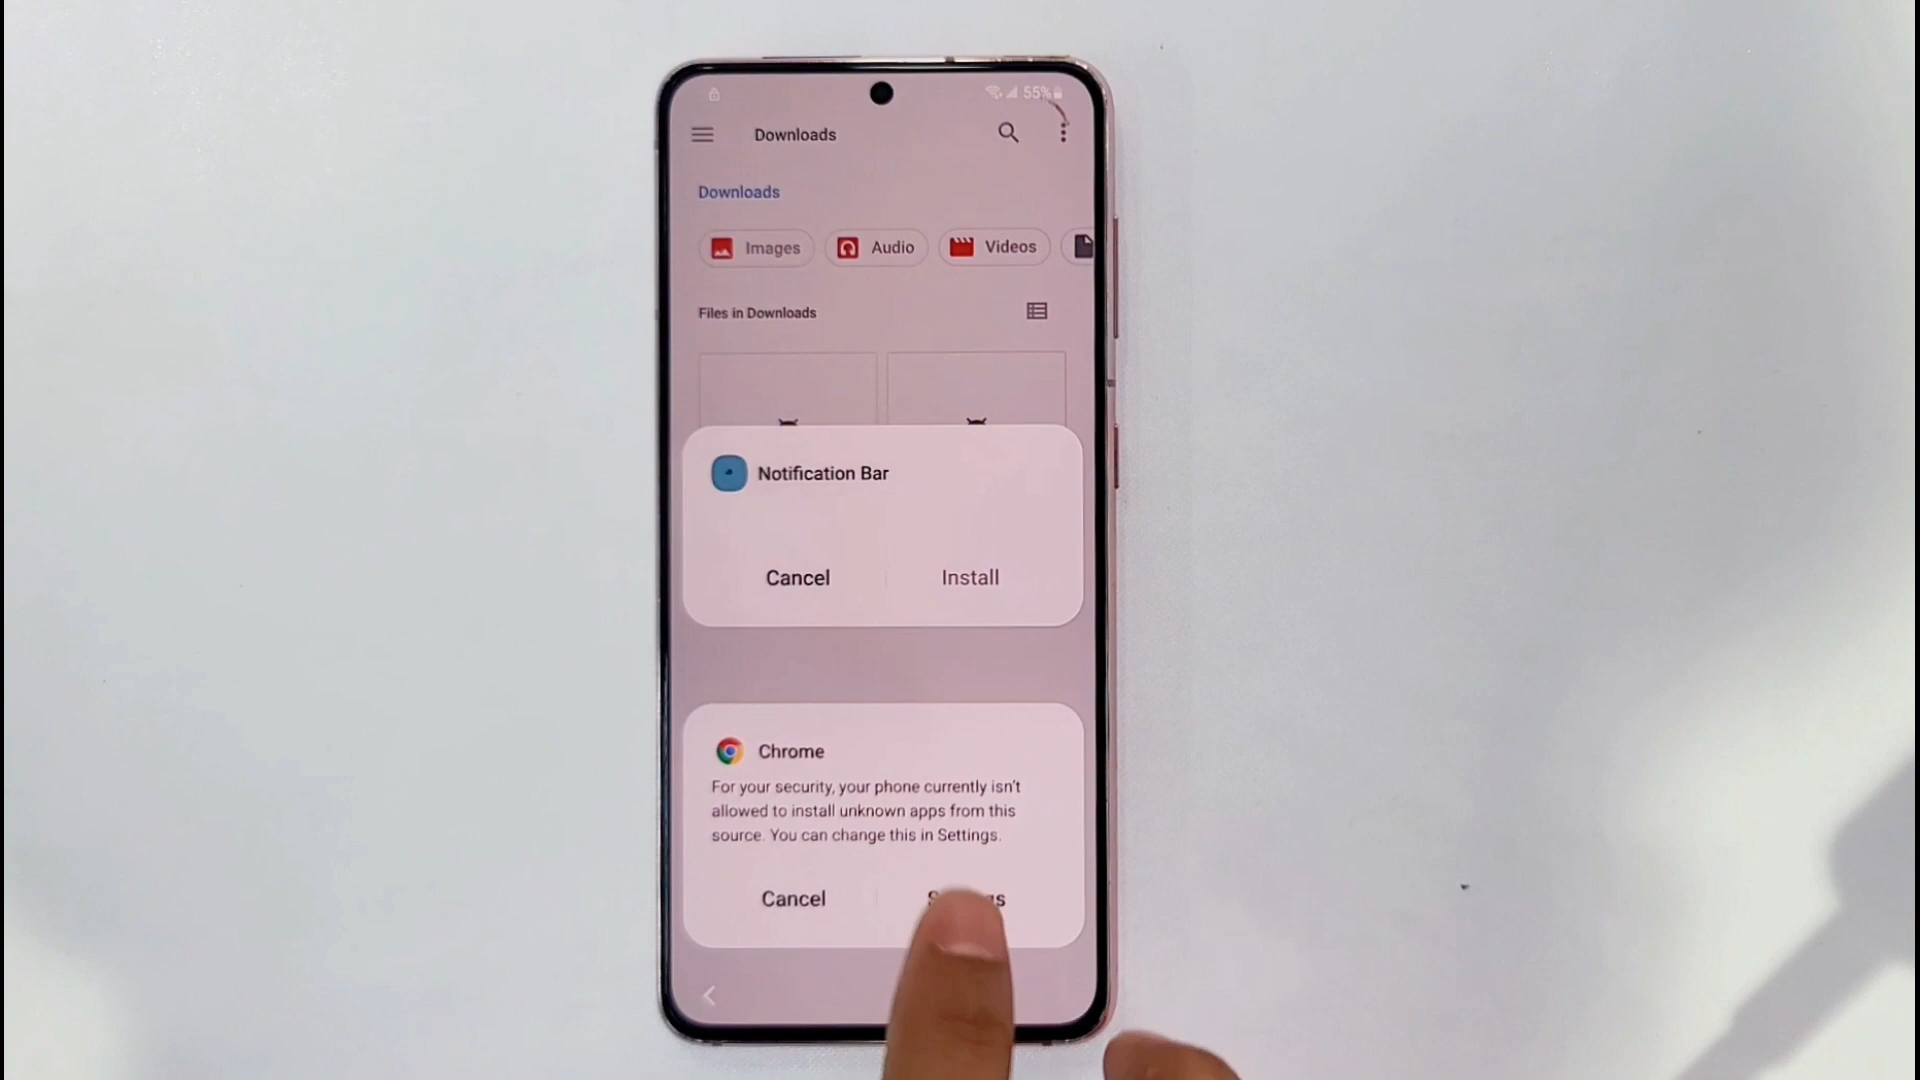 55%
Downloads
Downloads
Images Audio Videos
Files in Downloads
Notification Bar
Cancel Install
Chrome
For your security, your phone currently isn't
allowed to install unknown apps from this
source. You can change this in Settings.
Cancel